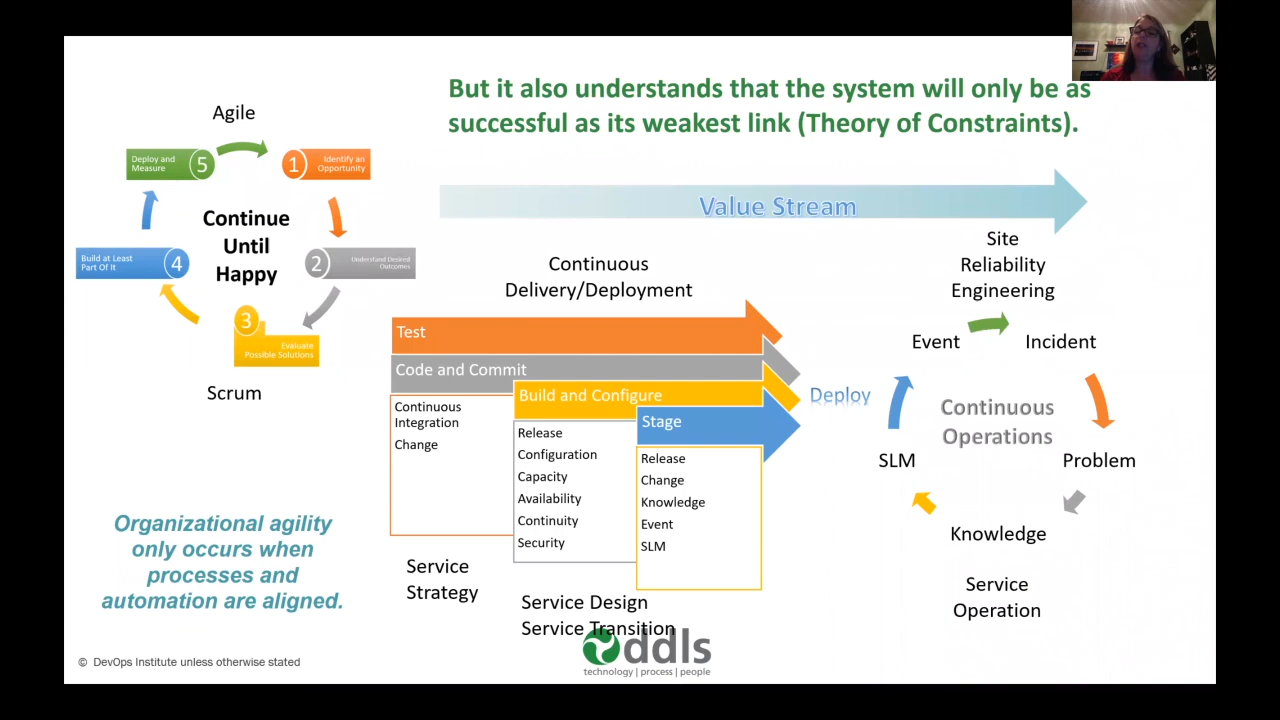 But it also understands that the system will only be as
successful as its weakest link (Theory of Constraints).
Agile
Deploy and
Measure
5
1
Identify an
Opportunity
Continue
Until
Happy
Build at Least
Part Of It
4
2
Understand Desired
Outcomes
3
Evaluate
Possible Solutions
Scrum
Value Stream
Continuous
Delivery/Deployment
Test
Code and Commit
Build and Configure
Stage
Continuous
Integration
Change
Release
Configuration
Capacity
Availability
Continuity
Security
Release
Change
Knowledge
Event
SLM
Deploy
Site
Reliability
Engineering
Event
Incident
Continuous
Operations
SLM
Problem
Knowledge
Service
Operation
Organizational agility
only occurs when
processes and
automation are aligned.
Service
Strategy
Service Design
Service Transition
ddls
technology | process | people
© DevOps Institute unless otherwise stated